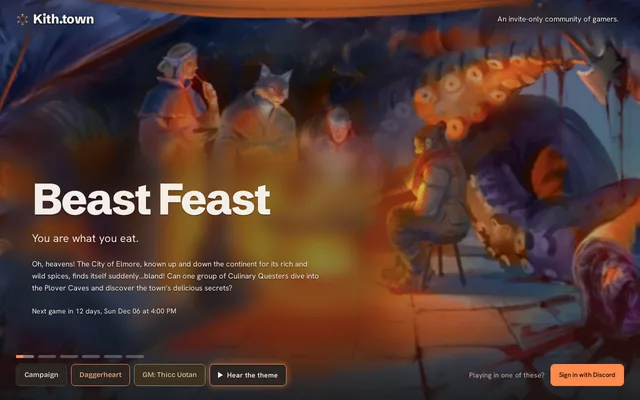 Kith.town
An invite-only community of gamers.
Beast Feast
You are what you eat.
Oh, heavens! The City of Elmore, known up and down the continent for its rich and
wild spices, finds itself suddenly...bland! Can one group of Culinary Questers dive into
the Plover Caves and discover the town's delicious secrets?
Next game in 12 days, Sun Dec 06 at 4:00 PM
Campaign
Daggerheart
GM: Thicc Uotan
Hear the theme
Playing in one of these?
Sign in with Discord